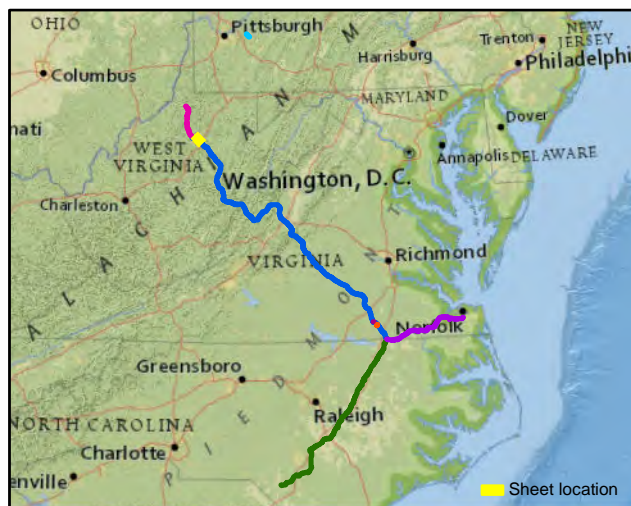 OHIO
Pittsburgh
M
NEW
JERSEY
Trenton
Harrisburg
Philadelphi
Columbus
MARYLAND
nati
N
Dover
WEST
VIRGINIA
A
Annapolis
DELAWARE
Washington, D.C.
H
Charleston
C
T
A
N
Richmond
VIRGINIA
O
L
M
A
Norfolk
D
Greensboro
E
I
Raleigh
NORTH CAROLINA
P
Charlotte
enville
Sheet location